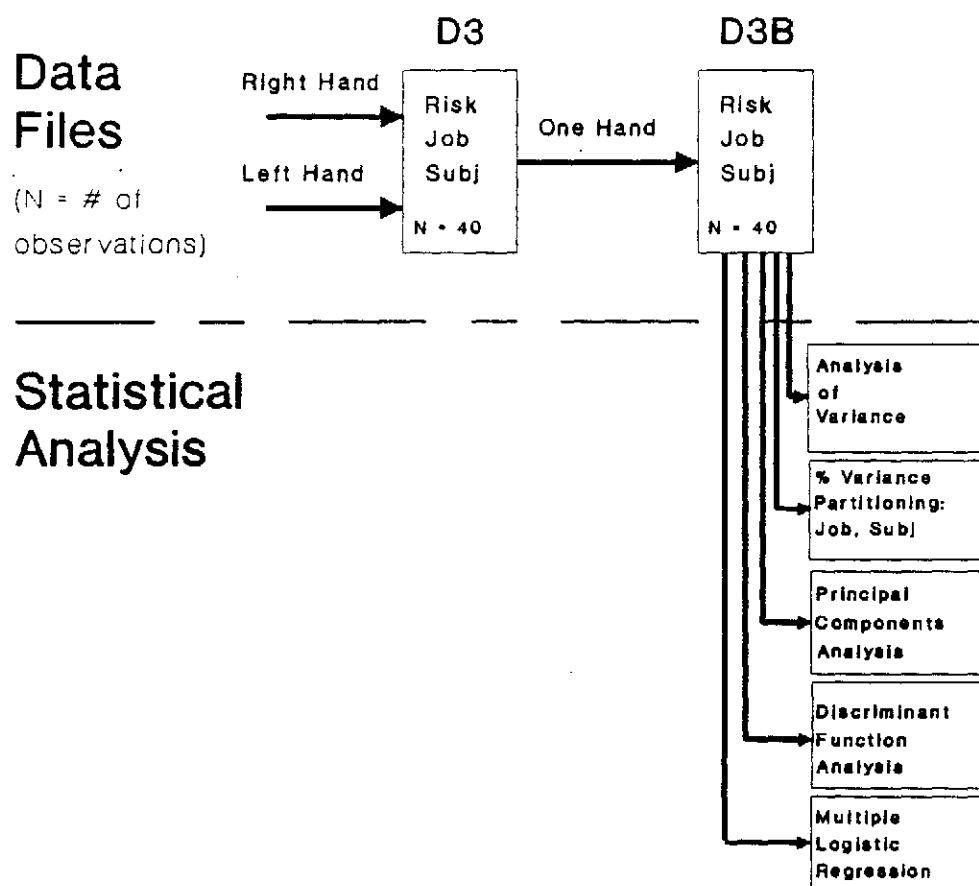 D3
D3B
Data
Files
(N = # of
observations)
Right Hand
Left Hand
Risk
Job
Subj
N = 40
One Hand
Risk
Job
Subj
N = 40
Statistical
Analysis
Analysis
of
Variance
% Variance
Partitioning:
Job, Subj
Principal
Components
Analysis
Discriminant
Function
Analysis
Multiple
Logistic
Regression